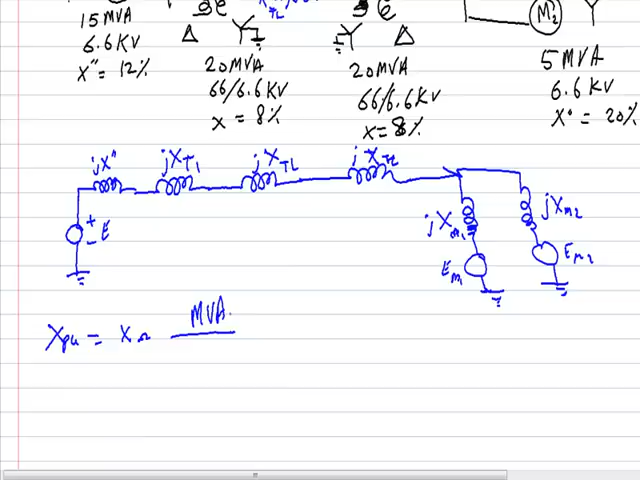 15 MVA
6.6 KV
X" = 12%
Δ
20 MVA
66/6.6 KV
X = 8%
Δ
20 MVA
66/6.6 KV
X = 8%
M2
5 MVA
6.6 KV
X" = 20%
jX" jXT1 jXTL jXT2
+
- E
jXm1
Em1
jXm2
Em2
Xpu = XΩ MVA